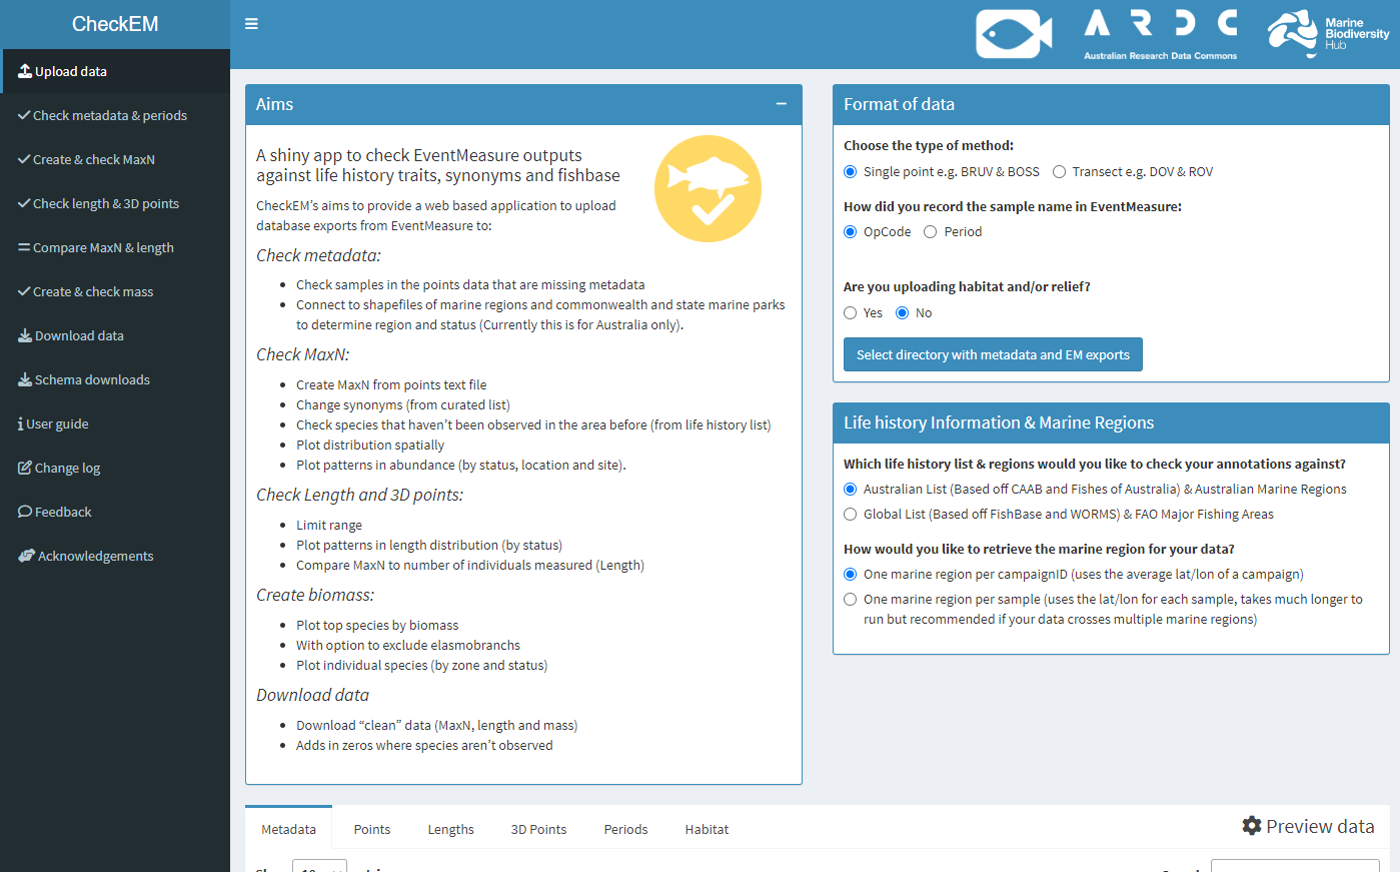 CheckEM
ARDC
Australian Research Data Commons
Marine
Biodiversity
Hub
Upload data
Check metadata & periods
Create & check MaxN
Check length & 3D points
Compare MaxN & length
Create & check mass
Download data
Schema downloads
User guide
Change log
Feedback
Acknowledgements
Aims
A shiny app to check EventMeasure outputs
against life history traits, synonyms and fishbase
CheckEM's aims to provide a web based application to upload
database exports from EventMeasure to:
Check metadata:
Check samples in the points data that are missing metadata
Connect to shapefiles of marine regions and commonwealth and state marine parks
to determine region and status (Currently this is for Australia only).
Check MaxN:
Create MaxN from points text file
Change synonyms (from curated list)
Check species that haven't been observed in the area before (from life history list)
Plot distribution spatially
Plot patterns in abundance (by status, location and site).
Check Length and 3D points:
Limit range
Plot patterns in length distribution (by status)
Compare MaxN to number of individuals measured (Length)
Create biomass:
Plot top species by biomass
With option to exclude elasmobranchs
Plot individual species (by zone and status)
Download data
Download “clean” data (MaxN, length and mass)
Adds in zeros where species aren't observed
Format of data
Choose the type of method:
Single point e.g. BRUV & BOSS Transect e.g. DOV & ROV
How did you record the sample name in EventMeasure:
OpCode Period
Are you uploading habitat and/or relief?
Yes No
Select directory with metadata and EM exports
Life history Information & Marine Regions
Which life history list & regions would you like to check your annotations against?
Australian List (Based off CAAB and Fishes of Australia) & Australian Marine Regions
Global List (Based off FishBase and WORMS) & FAO Major Fishing Areas
How would you like to retrieve the marine region for your data?
One marine region per campaignID (uses the average lat/lon of a campaign)
One marine region per sample (uses the lat/lon for each sample, takes much longer to
run but recommended if your data crosses multiple marine regions)
Metadata Points Lengths 3D Points Periods Habitat Preview data